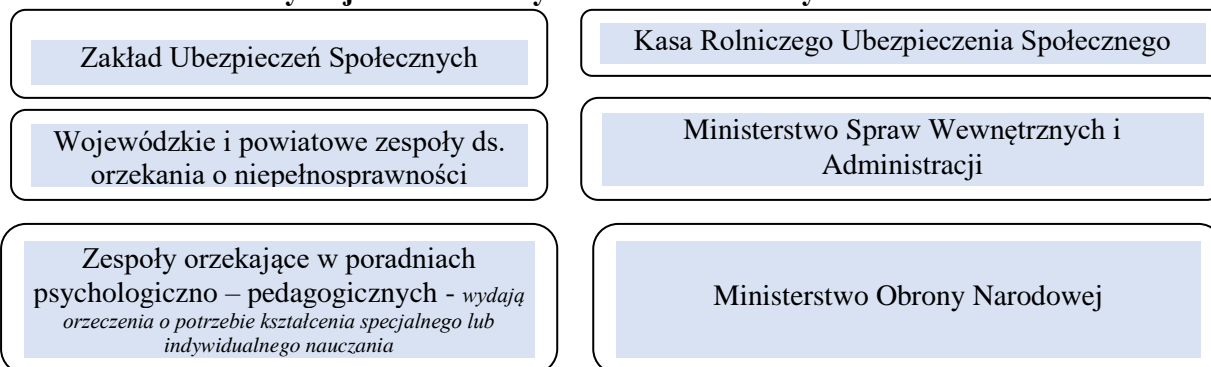 Zakład Ubezpieczeń Społecznych
Kasa Rolniczego Ubezpieczenia Społecznego
Wojewódzkie i powiatowe zespoły ds.
orzekania o niepełnosprawności
Ministerstwo Spraw Wewnętrznych i
Administracji
Zespoły orzekające w poradniach
psychologiczno – pedagogicznych - wydają
orzeczenia o potrzebie kształcenia specjalnego lub
indywidualnego nauczania
Ministerstwo Obrony Narodowej